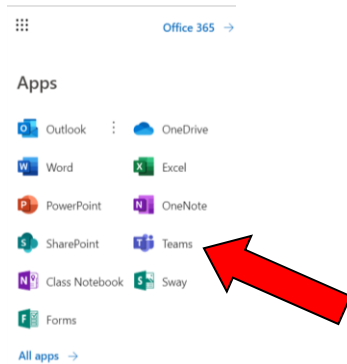 Office 365 →
Apps
Outlook OneDrive
Word Excel
PowerPoint OneNote
SharePoint Teams
Class Notebook Sway
Forms
All apps →